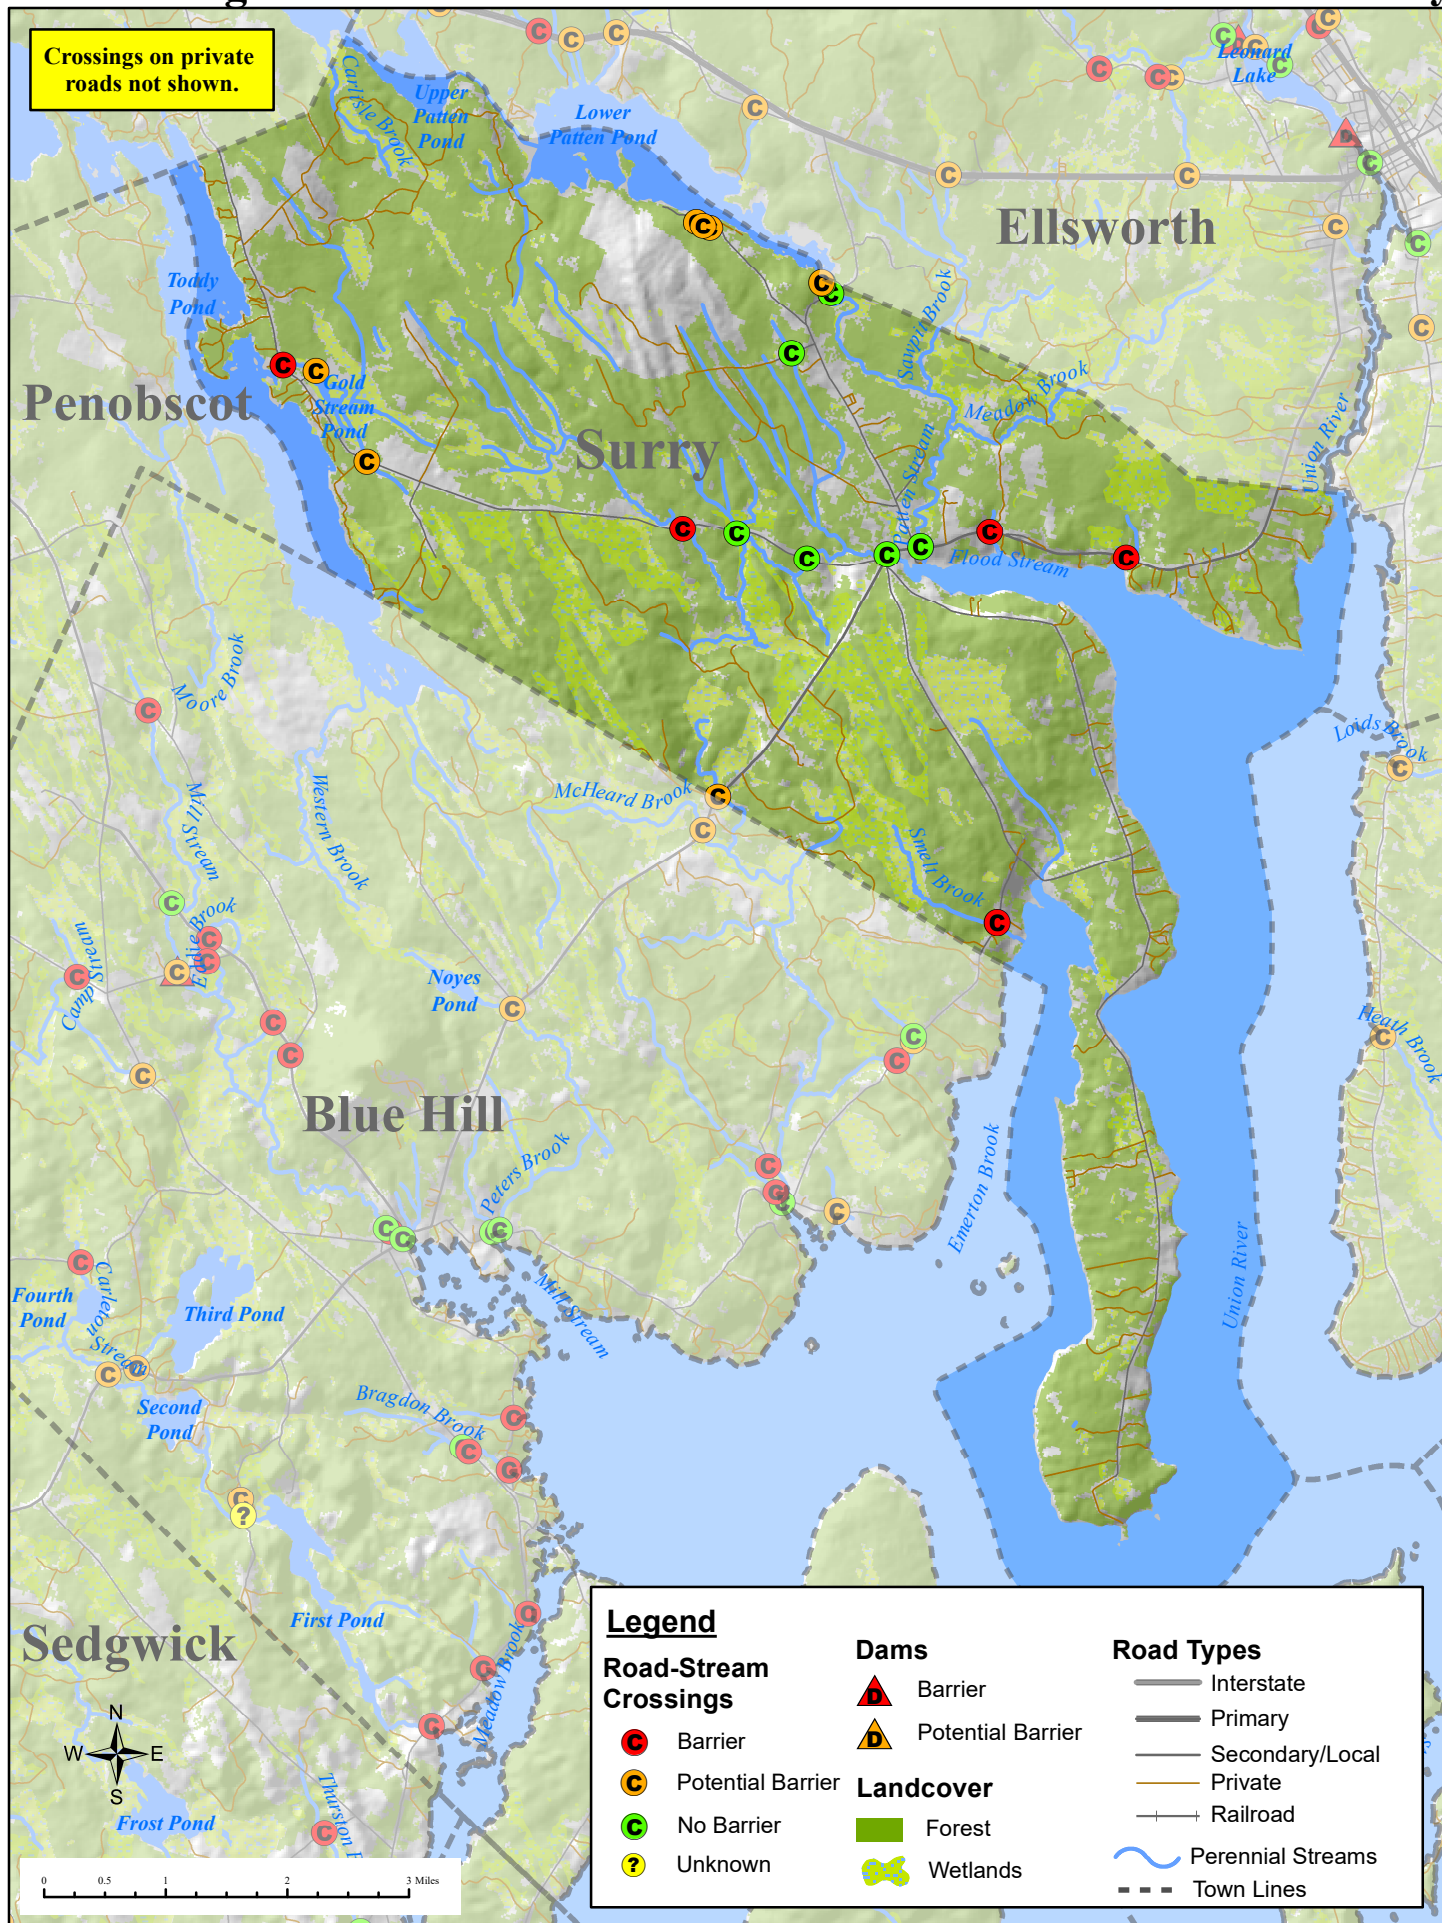 Crossings on private
roads not shown.
Carlisle Brook
Upper
Patten
Pond
Lower
Patten Pond
Leonard
Lake
Ellsworth
Toddy
Pond
Sawpit Brook
Meadow Brook
Union River
Penobscot
Gold
Stream
Pond
Surry
Patten Stream
Flood Stream
Moore Brook
Loids Brook
Western Brook
McHeard Brook
Mill Stream
Smelt Brook
Eddie Brook
Camp Stream
Noyes
Pond
Heath Brook
Blue Hill
Peters Brook
Emerton Brook
Union River
Carleton
Stream
Fourth
Pond
Third Pond
Mill Stream
Second
Pond
Bragdon Brook
First Pond
Sedgwick
Meadow Brook
N
W E
S
Frost Pond
Thurston
0 0.5 1 2 3 Miles
Legend
Road-Stream
Crossings
C Barrier
C Potential Barrier
C No Barrier
? Unknown
Dams
D Barrier
D Potential Barrier
Landcover
Forest
Wetlands
Road Types
Interstate
Primary
Secondary/Local
Private
Railroad
Perennial Streams
Town Lines